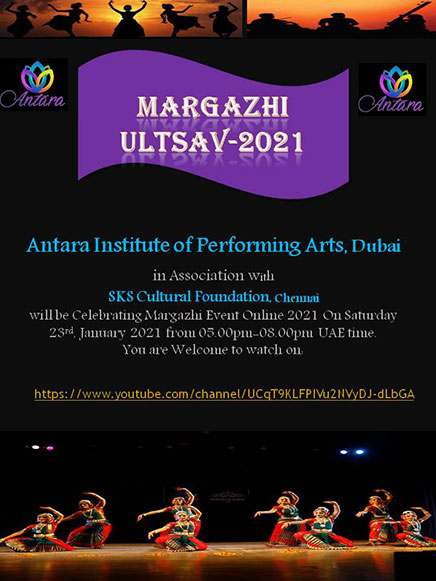 Antara
Antara
MARGAZHI
ULTSAV-2021
Antara Institute of Performing Arts, Dubai
in Association with
SKS Cultural Foundation, Chennai
will be Celebrating Margazhi Event Online 2021 On Saturday
23rd, January 2021 from 05.00pm-08.00pm UAE time.
You are Welcome to watch on:
https://www.youtube.com/channel/UCqT9KLFPlVu2NVyDJ-dLbGA